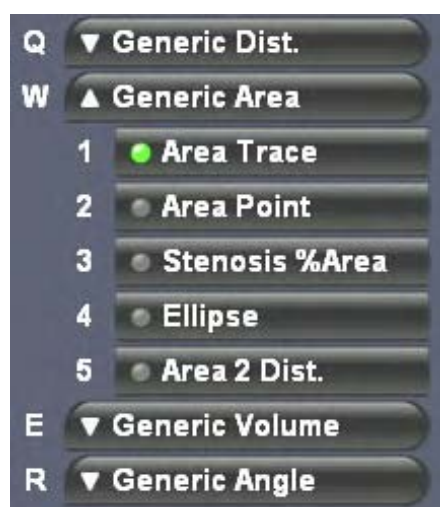 Q ▼ Generic Dist.
W ▲ Generic Area
1 Area Trace
2 Area Point
3 Stenosis %Area
4 Ellipse
5 Area 2 Dist.
E ▼ Generic Volume
R ▼ Generic Angle